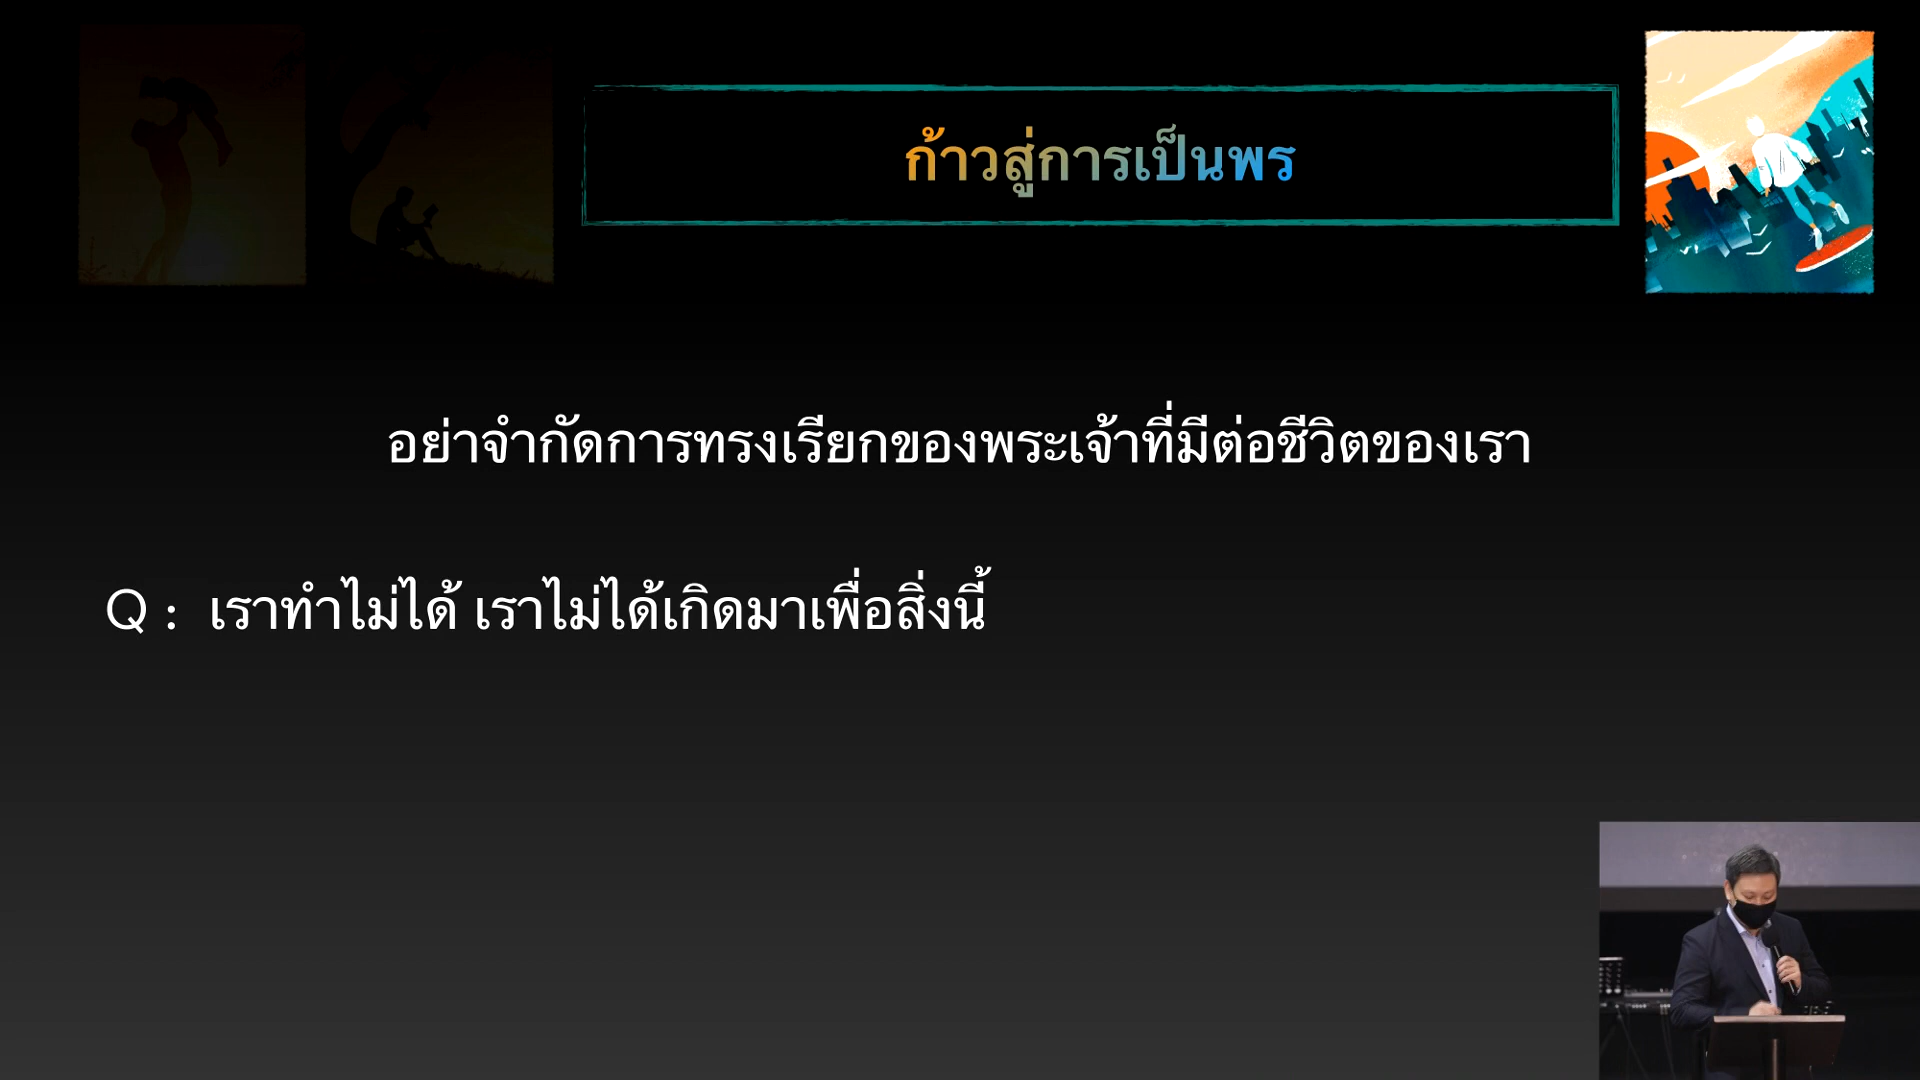 ก้าวสู่การเป็นพร
อย่าจำกัดการทรงเรียกของพระเจ้าที่มีต่อชีวิตของเรา
Q : เราทำไม่ได้ เราไม่ได้เกิดมาเพื่อสิ่งนี้